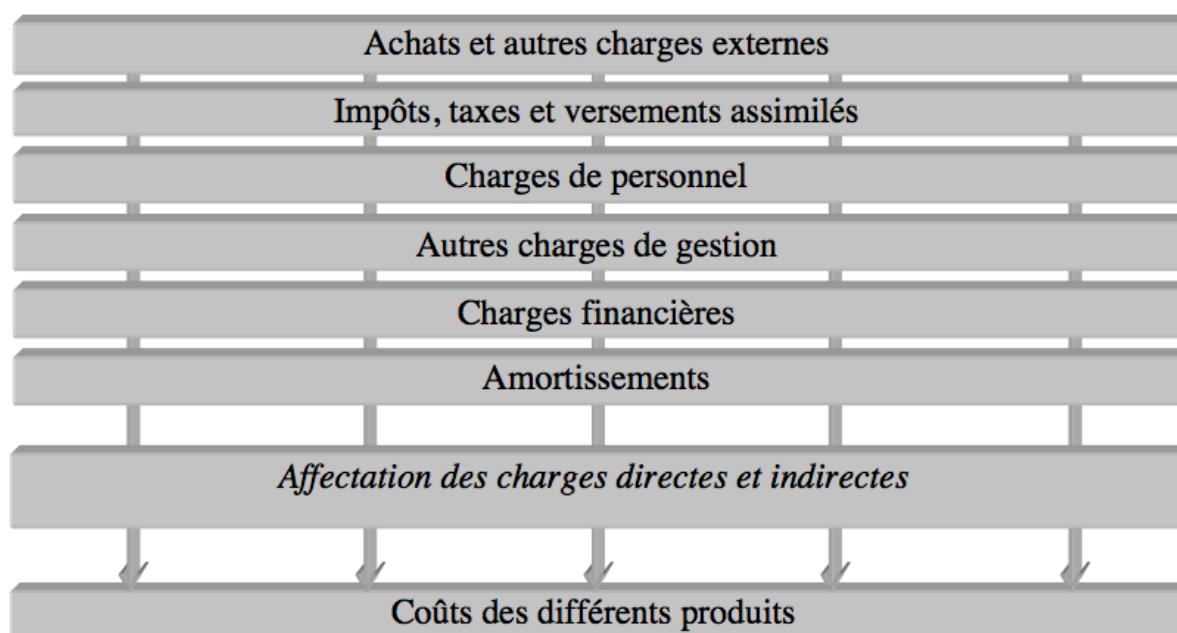 Achats et autres charges externes
Impôts, taxes et versements assimilés
Charges de personnel
Autres charges de gestion
Charges financières
Amortissements
Affectation des charges directes et indirectes
Coûts des différents produits